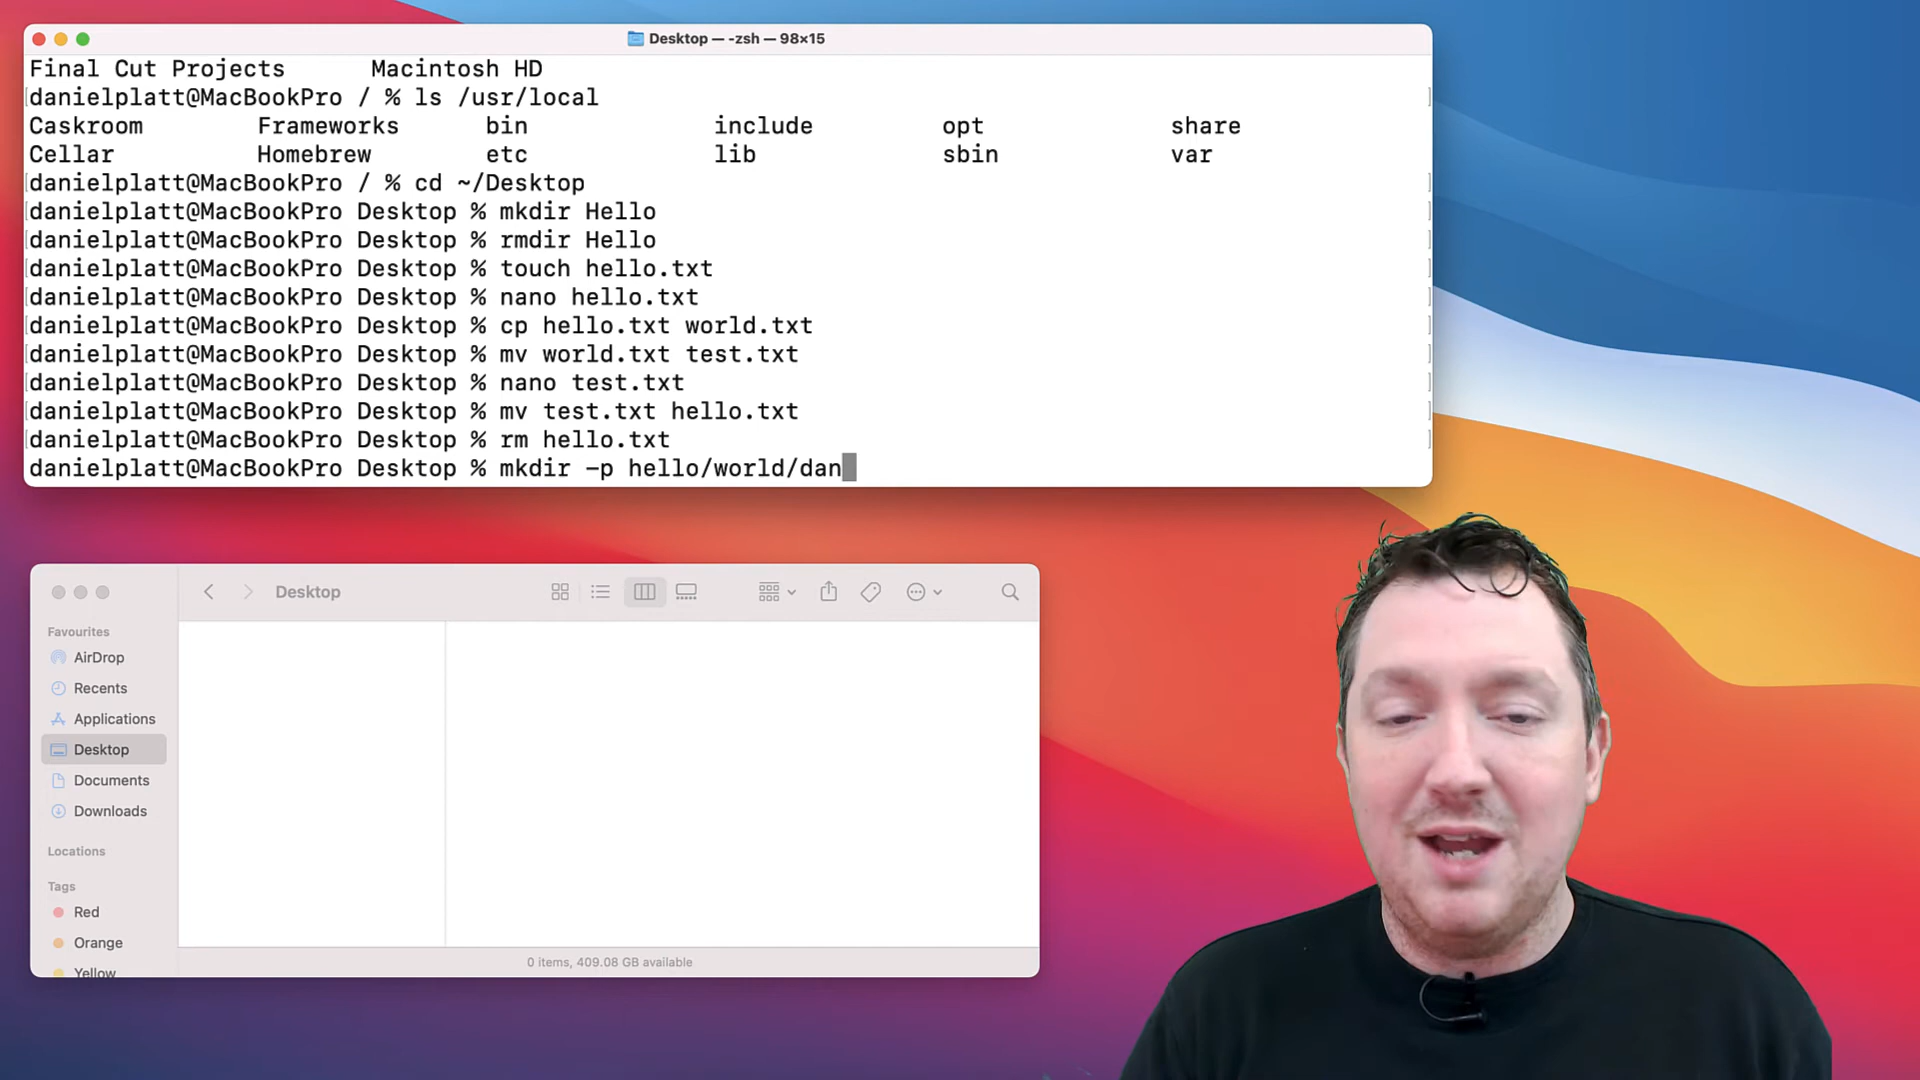 Desktop — -zsh — 98×15
Final Cut Projects Macintosh HD
danielplatt@MacBookPro / % ls /usr/local
Caskroom Frameworks bin include opt share
Cellar Homebrew etc lib sbin var
danielplatt@MacBookPro / % cd ~/Desktop
danielplatt@MacBookPro Desktop % mkdir Hello
danielplatt@MacBookPro Desktop % rmdir Hello
danielplatt@MacBookPro Desktop % touch hello.txt
danielplatt@MacBookPro Desktop % nano hello.txt
danielplatt@MacBookPro Desktop % cp hello.txt world.txt
danielplatt@MacBookPro Desktop % mv world.txt test.txt
danielplatt@MacBookPro Desktop % nano test.txt
danielplatt@MacBookPro Desktop % mv test.txt hello.txt
danielplatt@MacBookPro Desktop % rm hello.txt
danielplatt@MacBookPro Desktop % mkdir -p hello/world/dan
Desktop
Favourites
AirDrop
Recents
Applications
Desktop
Documents
Downloads
Locations
Tags
Red
Orange
Yellow
0 items, 409.08 GB available